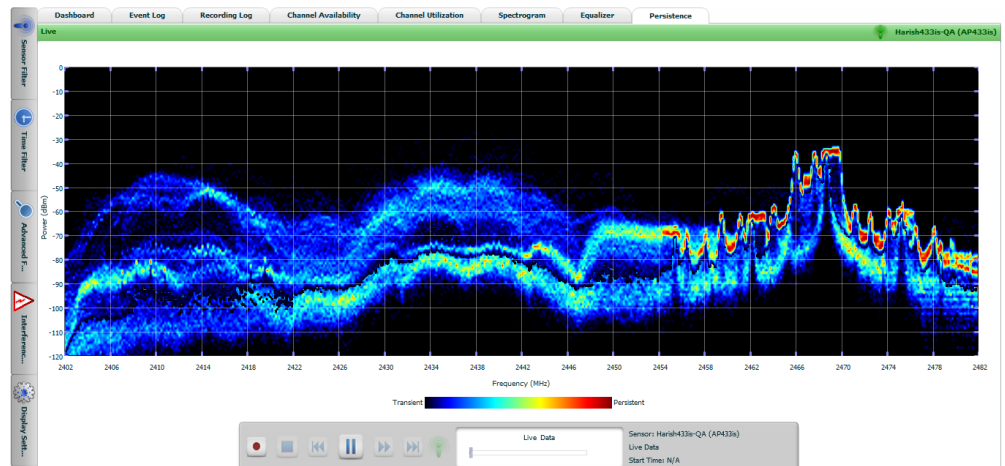 Dashboard Event Log Recording Log Channel Availability Channel Utilization Spectrogram Equalizer Persistence
Live Harish433is-QA (AP433is)
Sensor Filter
Time Filter
Advanced F...
Interferenc...
Display Sett...
Power (dBm)
0
-10
-20
-30
-40
-50
-60
-70
-80
-90
-100
-110
-120
2402 2406 2410 2414 2418 2422 2426 2430 2434 2438 2442 2446 2450 2454 2458 2462 2466 2470 2474 2478 2482
Frequency (MHz)
Transient Persistent
Live Data
Sensor: Harish433is-QA (AP433is)
Live Data
Start Time: N/A